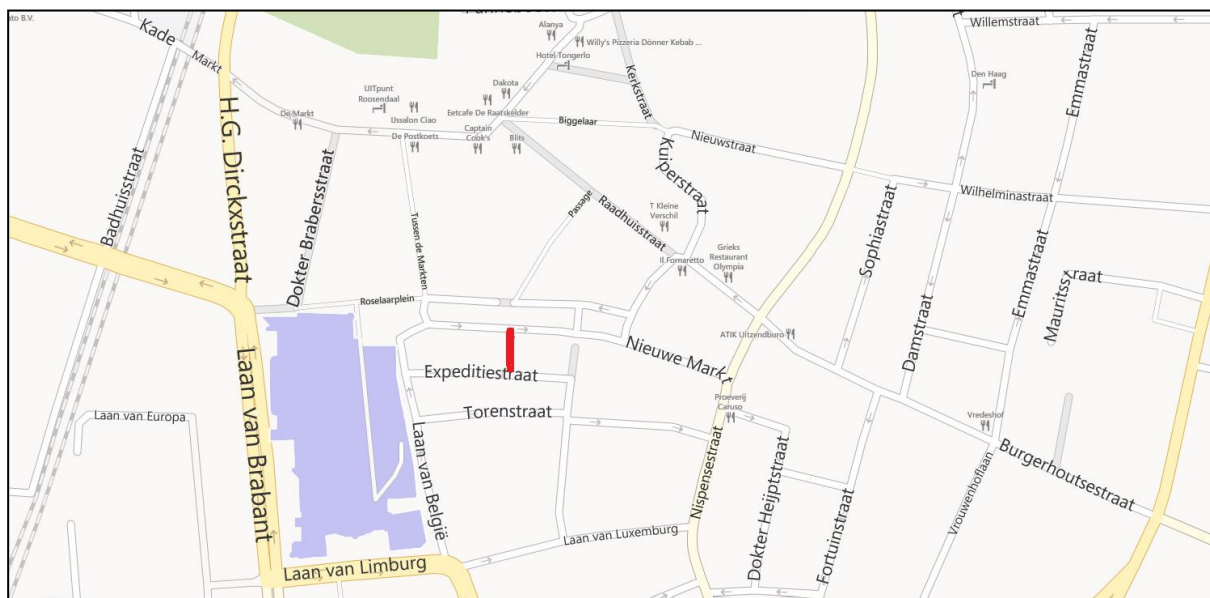 uto B.V.
Kade
Markt
Alanya
Willy's Pizzeria Dönner Kebab ...
Hotel Tongerlo
Kerkstraat
Willemstraat
Den Haag
Emmastraat
Dakota
UITpunt
Roosendaal
Ussalon Ciao
Eetcafe De Raatskelder
De Markt
De Postkoets
Captain
Cook's
Blits
Biggelaar
Nieuwstraat
Wilhelminastraat
H.G. Dirckxstraat
Badhuisstraat
Dokter Brabersstraat
Tussen de Markten
Passage
Raadhuisstraat
Kuiperstraat
T Kleine
Verschil
Il Fornaretto
Grieks
Restaurant
Olympia
Sophiastraat
Damstraat
Emmastraat
Roselaarplein
ATIK Uitzendburo
Nieuwe Markt
Expeditiestraat
Torenstraat
Laan van Europa
Laan van Brabant
Laan van België
Proeverij
Caruso
Nispensestraat
Dokter Heijptstraat
Fortuinstraat
Vredeshof
Vrouwenhoflaan
Burgerhoutsestraat
Laan van Luxemburg
Laan van Limburg